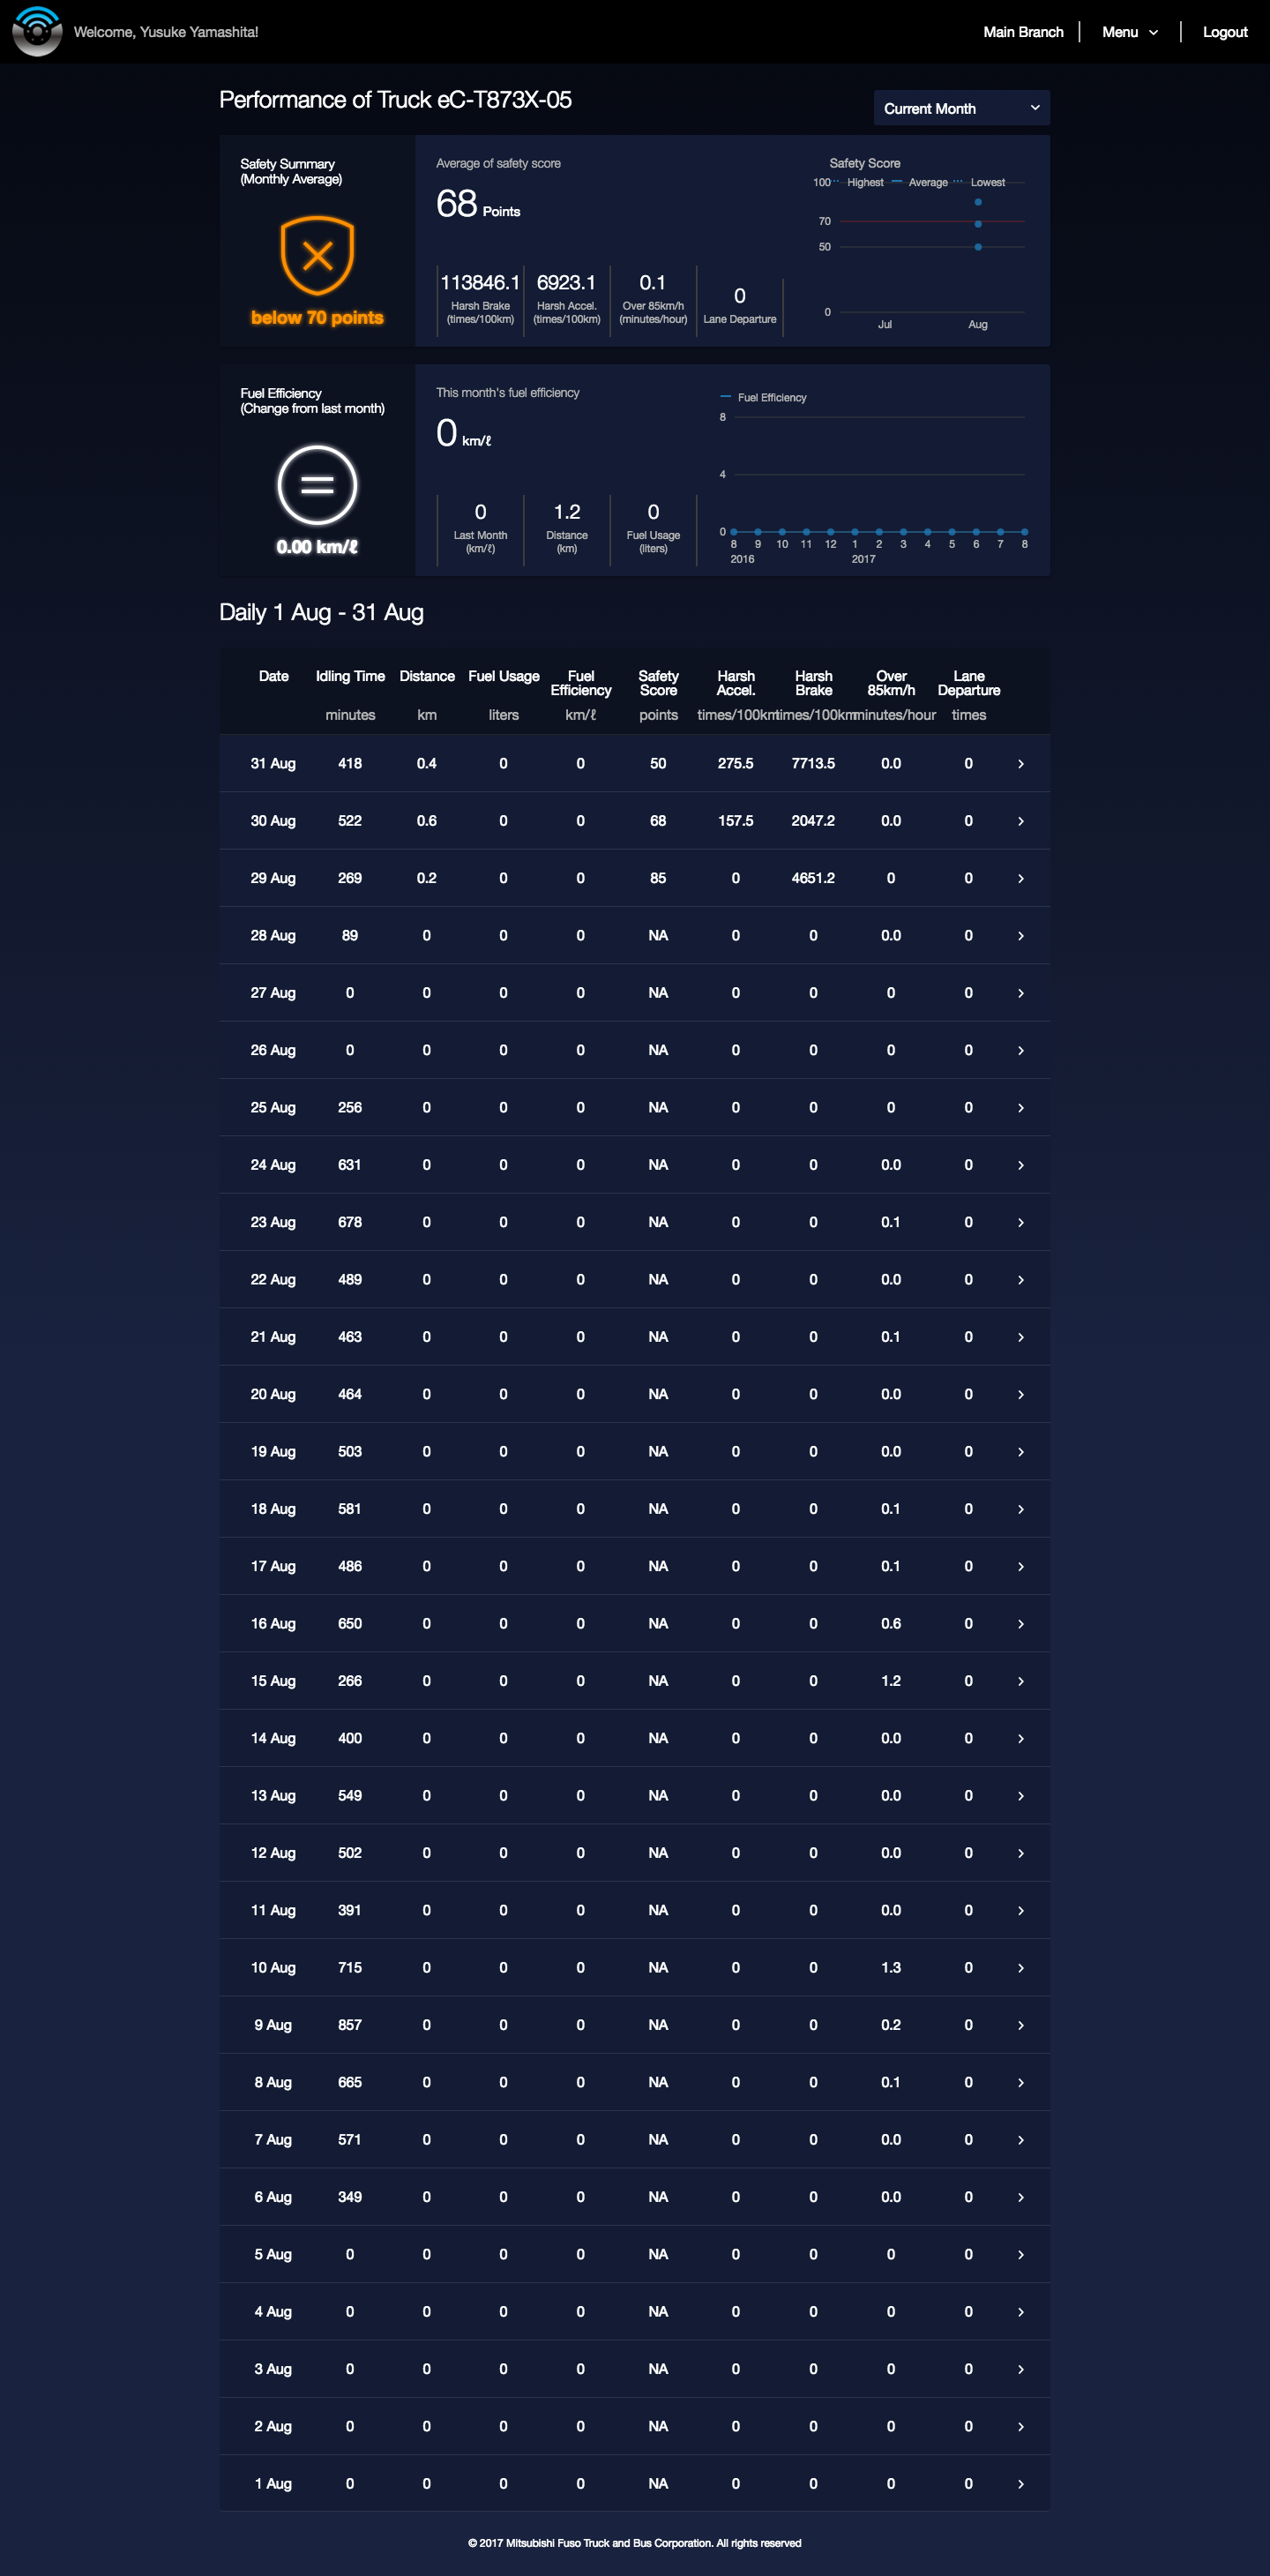 Welcome, Yusuke Yamashita!
Main Branch
Menu
Logout
Performance of Truck eC-T873X-05
Current Month
Safety Summary
(Monthly Average)
below 70 points
Average of safety score
68 Points
113846.1
Harsh Brake
(times/100km)
6923.1
Harsh Accel.
(times/100km)
0.1
Over 85km/h
(minutes/hour)
0
Lane Departure
Safety Score
Highest Average Lowest
100
70
50
0
Jul Aug
Fuel Efficiency
(Change from last month)
0.00 km/ℓ
This month's fuel efficiency
0 km/ℓ
0
Last Month
(km/ℓ)
1.2
Distance
(km)
0
Fuel Usage
(liters)
Fuel Efficiency
8
4
0
8 9 10 11 12 1 2 3 4 5 6 7 8
2016 2017
Daily 1 Aug - 31 Aug
Date Idling Time Distance Fuel Usage Fuel Efficiency Safety Score Harsh Accel. Harsh Brake Over 85km/h Lane Departure
minutes km liters km/ℓ points times/100km times/100km minutes/hour times
31 Aug 418 0.4 0 0 50 275.5 7713.5 0.0 0
30 Aug 522 0.6 0 0 68 157.5 2047.2 0.0 0
29 Aug 269 0.2 0 0 85 0 4651.2 0 0
28 Aug 89 0 0 0 NA 0 0 0.0 0
27 Aug 0 0 0 0 NA 0 0 0 0
26 Aug 0 0 0 0 NA 0 0 0 0
25 Aug 256 0 0 0 NA 0 0 0 0
24 Aug 631 0 0 0 NA 0 0 0.0 0
23 Aug 678 0 0 0 NA 0 0 0.1 0
22 Aug 489 0 0 0 NA 0 0 0.0 0
21 Aug 463 0 0 0 NA 0 0 0.1 0
20 Aug 464 0 0 0 NA 0 0 0.0 0
19 Aug 503 0 0 0 NA 0 0 0.0 0
18 Aug 581 0 0 0 NA 0 0 0.1 0
17 Aug 486 0 0 0 NA 0 0 0.1 0
16 Aug 650 0 0 0 NA 0 0 0.6 0
15 Aug 266 0 0 0 NA 0 0 1.2 0
14 Aug 400 0 0 0 NA 0 0 0.0 0
13 Aug 549 0 0 0 NA 0 0 0.0 0
12 Aug 502 0 0 0 NA 0 0 0.0 0
11 Aug 391 0 0 0 NA 0 0 0.0 0
10 Aug 715 0 0 0 NA 0 0 1.3 0
9 Aug 857 0 0 0 NA 0 0 0.2 0
8 Aug 665 0 0 0 NA 0 0 0.1 0
7 Aug 571 0 0 0 NA 0 0 0.0 0
6 Aug 349 0 0 0 NA 0 0 0.0 0
5 Aug 0 0 0 0 NA 0 0 0 0
4 Aug 0 0 0 0 NA 0 0 0 0
3 Aug 0 0 0 0 NA 0 0 0 0
2 Aug 0 0 0 0 NA 0 0 0 0
1 Aug 0 0 0 0 NA 0 0 0 0
© 2017 Mitsubishi Fuso Truck and Bus Corporation. All rights reserved